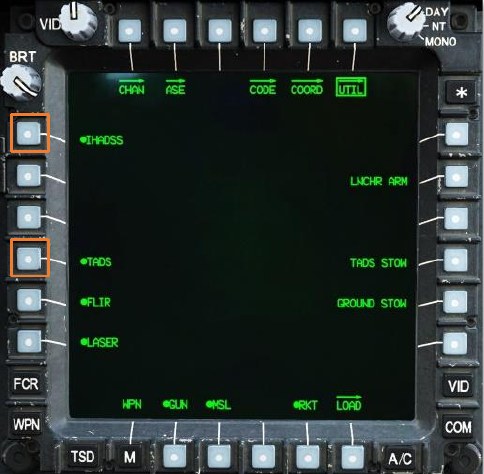 VID
DAY
NT
MONO
BRT
CHAN ASE CODE COORD UTIL
*
IHADSS
LNCHR ARM
TADS TADS STOW
FLIR GROUND STOW
LASER
FCR VID
WPN GUN MSL RKT LOAD
WPN COM
TSD M A/C